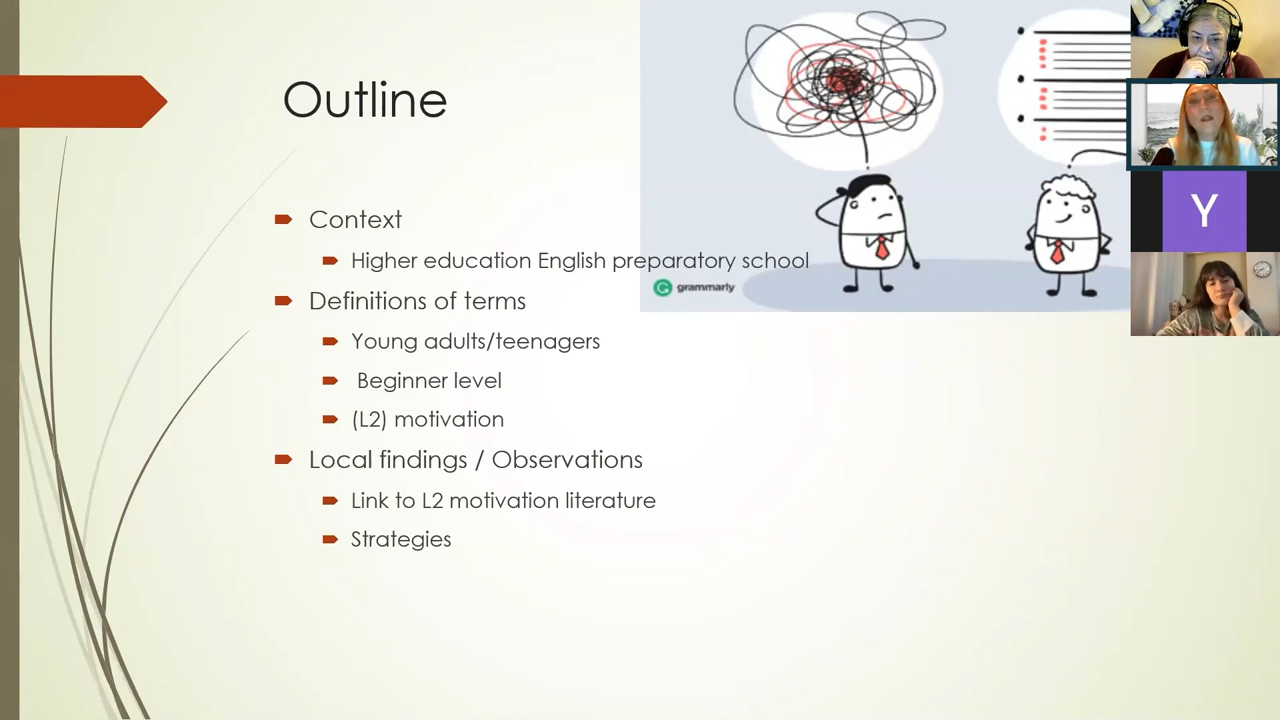 Outline
Context
Higher education English preparatory school
Definitions of terms
Young adults/teenagers
Beginner level
(L2) motivation
Local findings / Observations
Link to L2 motivation literature
Strategies
grammarly
Y